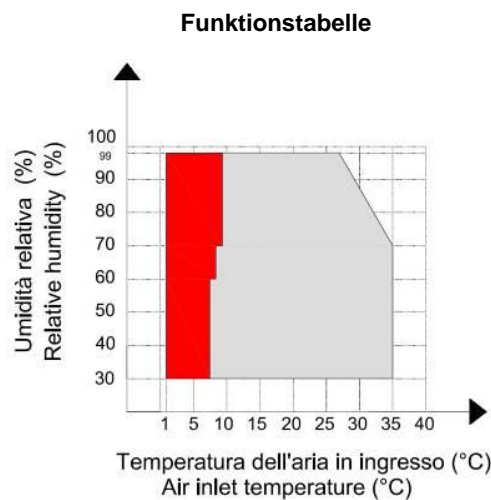 Funktionstabelle
Umidità relativa (%)
Relative humidity (%)
100
99
90
80
70
60
50
40
30
1 5 10 15 20 25 30 35 40
Temperatura dell'aria in ingresso (°C)
Air inlet temperature (°C)